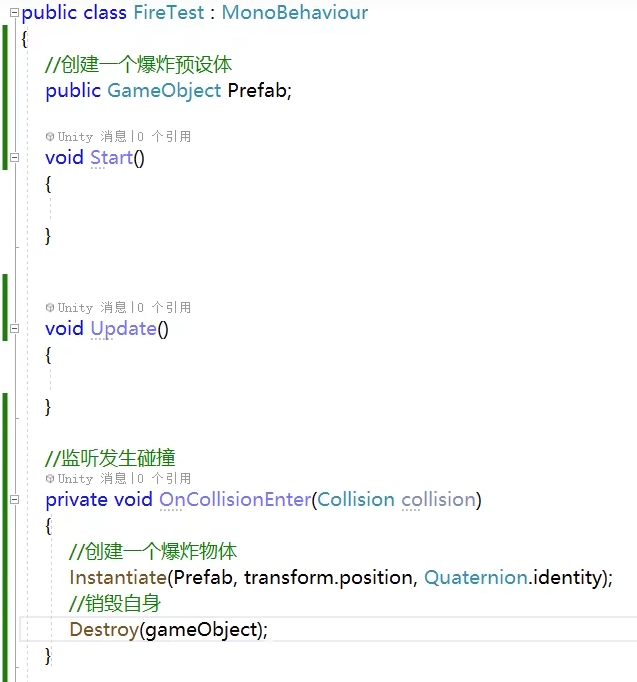 public class FireTest : MonoBehaviour
{
//创建一个爆炸预设体
public GameObject Prefab;
Unity 消息|0 个引用
void Start()
{
}
Unity 消息|0 个引用
void Update()
{
}
//监听发生碰撞
Unity 消息|0 个引用
private void OnCollisionEnter(Collision collision)
{
//创建一个爆炸物体
Instantiate(Prefab, transform.position, Quaternion.identity);
//销毁自身
Destroy(gameObject);
}